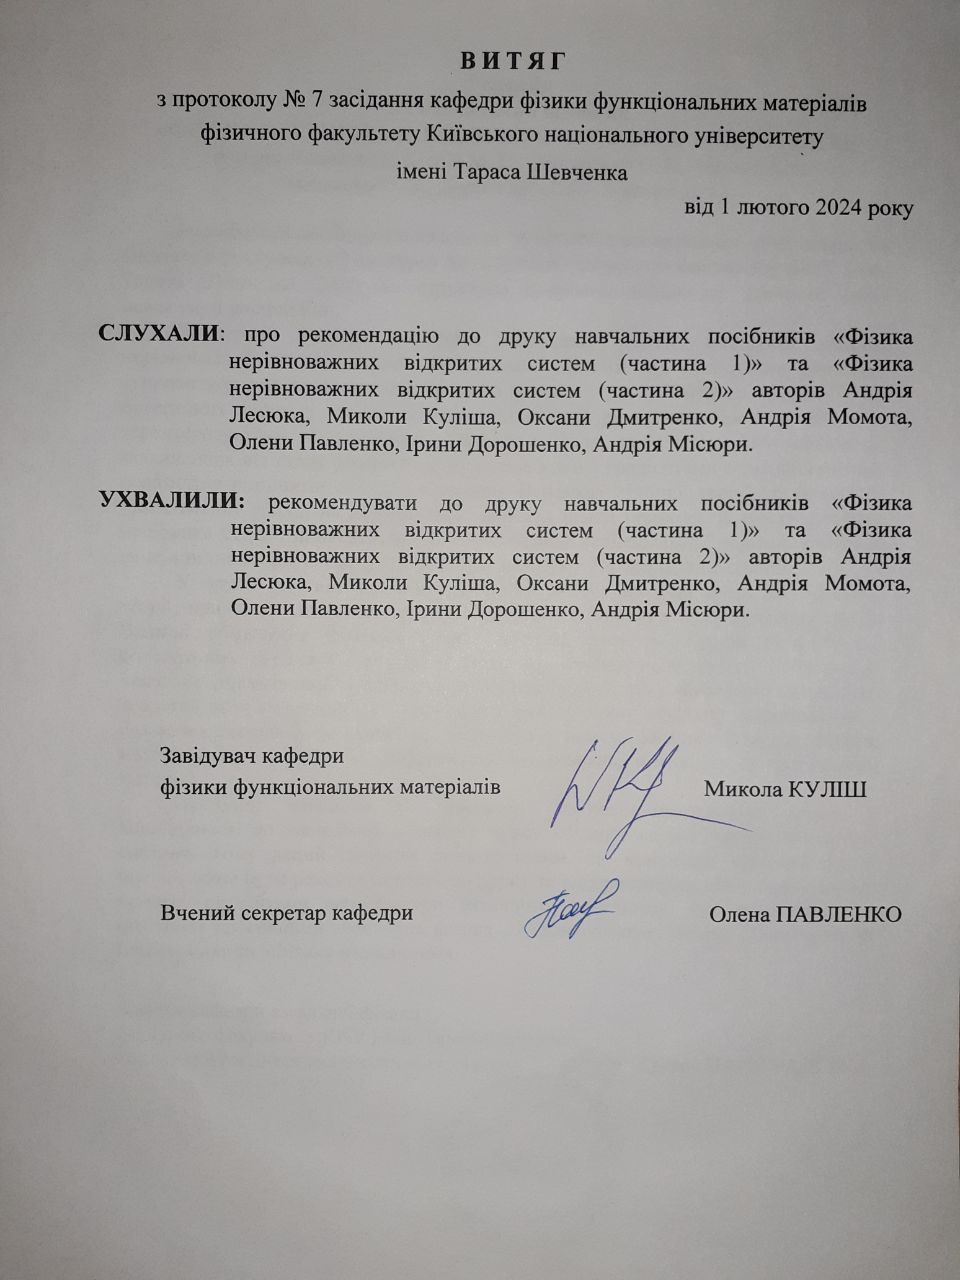 ВИТЯГ
з протоколу № 7 засідання кафедри фізики функціональних матеріалів
фізичного факультету Київського національного університету
імені Тараса Шевченка
від 1 лютого 2024 року
СЛУХАЛИ: про рекомендацію до друку навчальних посібників «Фізика
нерівноважних відкритих систем (частина 1)» та «Фізика
нерівноважних відкритих систем (частина 2)» авторів Андрія
Лесюка, Миколи Куліша, Оксани Дмитренко, Андрія Момота,
Олени Павленко, Ірини Дорошенко, Андрія Місюри.
УХВАЛИЛИ: рекомендувати до друку навчальних посібників «Фізика
нерівноважних відкритих систем (частина 1)» та «Фізика
нерівноважних відкритих систем (частина 2)» авторів Андрія
Лесюка, Миколи Куліша, Оксани Дмитренко, Андрія Момота,
Олени Павленко, Ірини Дорошенко, Андрія Місюри.
Завідувач кафедри
фізики функціональних матеріалів Микола КУЛІШ
Вчений секретар кафедри Олена ПАВЛЕНКО